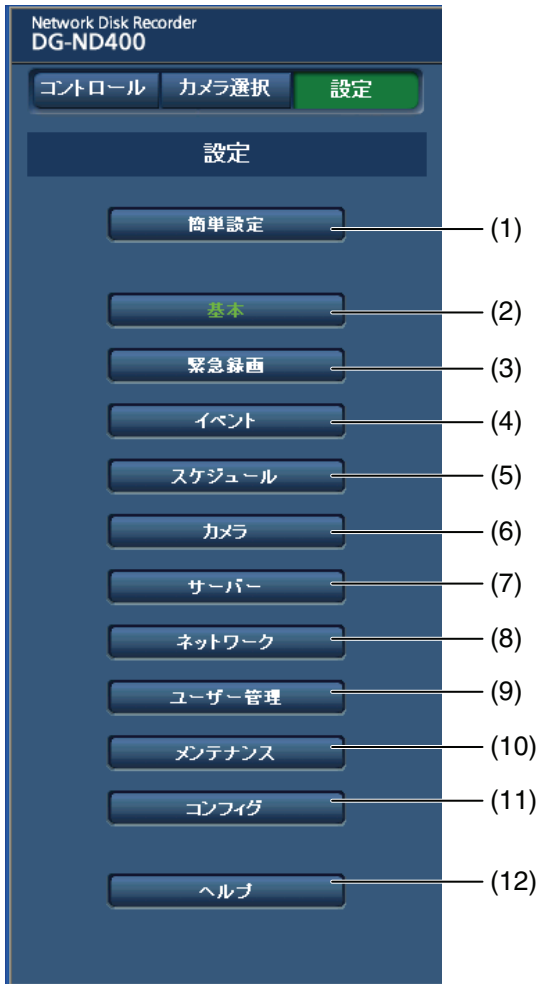 Network Disk Recorder
DG-ND400
コントロール カメラ選択 設定
設定
簡単設定 (1)
基本 (2)
緊急録画 (3)
イベント (4)
スケジュール (5)
カメラ (6)
サーバー (7)
ネットワーク (8)
ユーザー管理 (9)
メンテナンス (10)
コンフィグ (11)
ヘルプ (12)